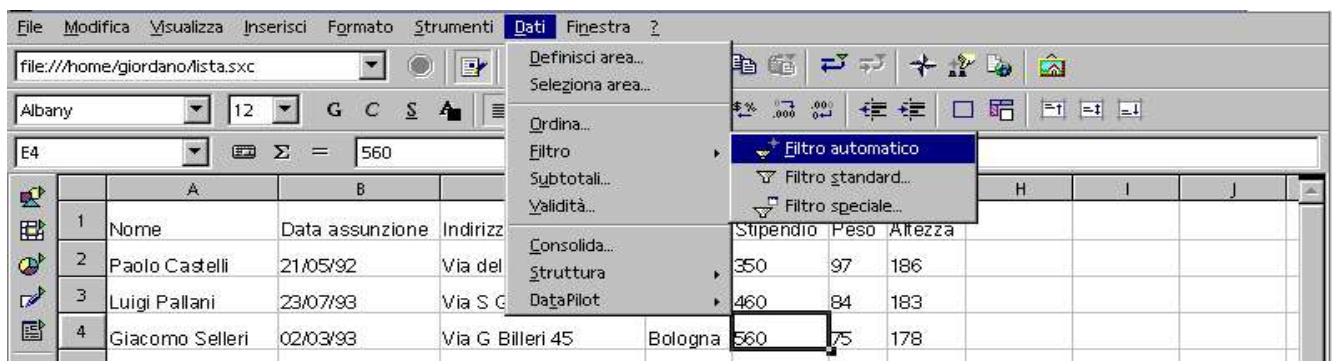 File Modifica Visualizza Inserisci Formato Strumenti Dati Finestra ?
file:///home/giordano/lista.sxc
Albany 12 G C S A
E4 Σ = 560
Definisci area...
Seleziona area...
Ordina...
Filtro
Subtotali...
Validità...
Consolida...
Struttura
DataPilot
Filtro automatico
Filtro standard...
Filtro speciale...
A B H I J
1 Nome Data assunzione Indirizz Stipendio Peso Altezza
2 Paolo Castelli 21/05/92 Via del 350 97 186
3 Luigi Pallani 23/07/93 Via S G 460 84 183
4 Giacomo Selleri 02/03/93 Via G Billeri 45 Bologna 560 75 178